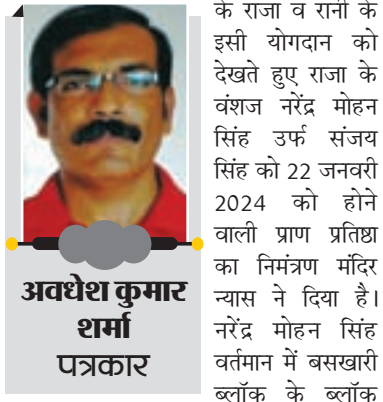 अवधेश कुमार
शर्मा
पत्रकार
के राजा व रानी के
इसी योगदान को
देखते हुए राजा के
वंशज नरेंद्र मोहन
सिंह उर्फ संजय
सिंह को 22 जनवरी
2024 को होने
वाली प्राण प्रतिष्ठा
का निमंत्रण मंदिर
न्यास ने दिया है।
नरेंद्र मोहन सिंह
वर्तमान में बसखारी
ब्लॉक के ब्लॉक